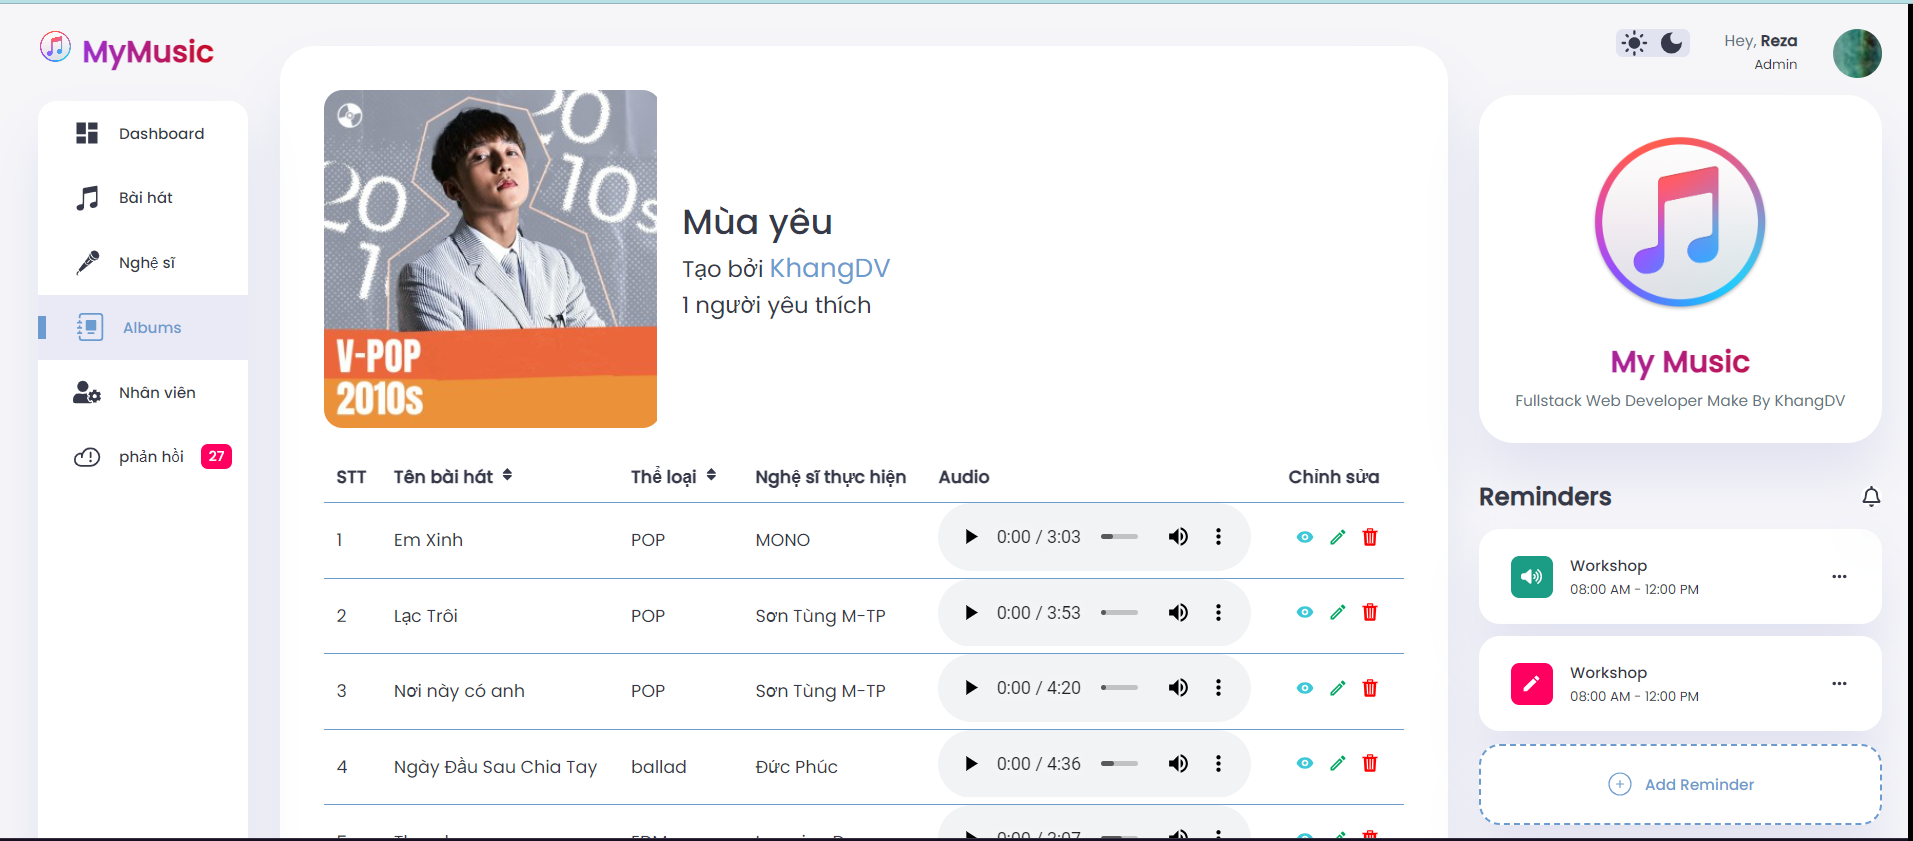 MyMusic
Dashboard
Bài hát
Nghệ sĩ
Albums
Nhân viên
phản hồi 27
20
20
10s
1
V-POP
2010s
Mùa yêu
Tạo bởi KhangDV
1 người yêu thích
STT Tên bài hát Thể loại Nghệ sĩ thực hiện Audio Chỉnh sửa
1 Em Xinh POP MONO 0:00 / 3:03
2 Lạc Trôi POP Sơn Tùng M-TP 0:00 / 3:53
3 Nơi này có anh POP Sơn Tùng M-TP 0:00 / 4:20
4 Ngày Đầu Sau Chia Tay ballad Đức Phúc 0:00 / 4:36
5 EDM 0:00 / 3:07
Hey, Reza
Admin
My Music
Fullstack Web Developer Make By KhangDV
Reminders
Workshop
08:00 AM - 12:00 PM
Workshop
08:00 AM - 12:00 PM
Add Reminder